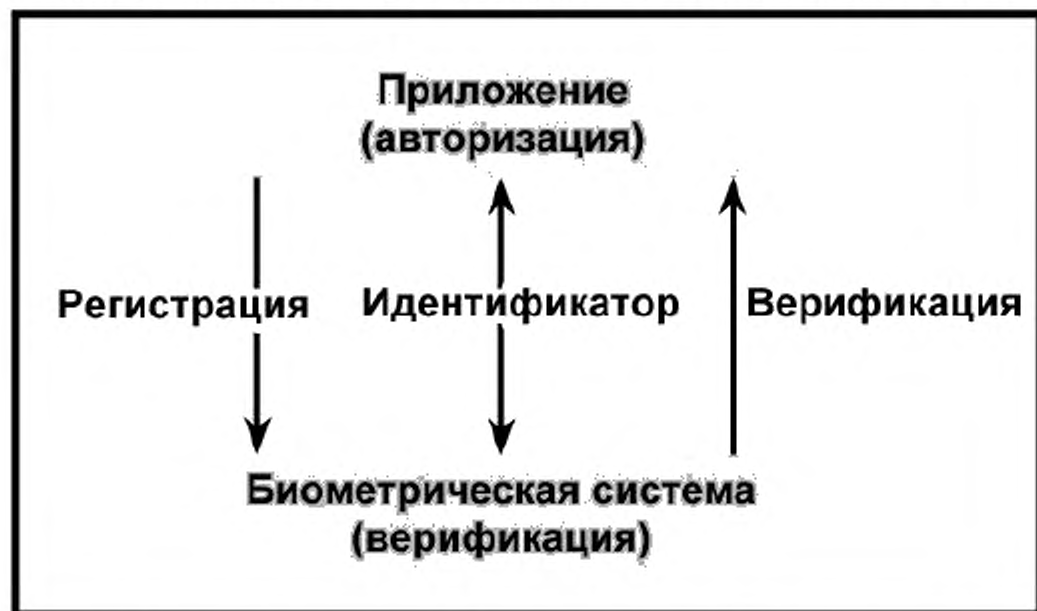 Приложение
(авторизация)
Регистрация
Идентификатор
Верификация
Биометрическая система
(верификация)